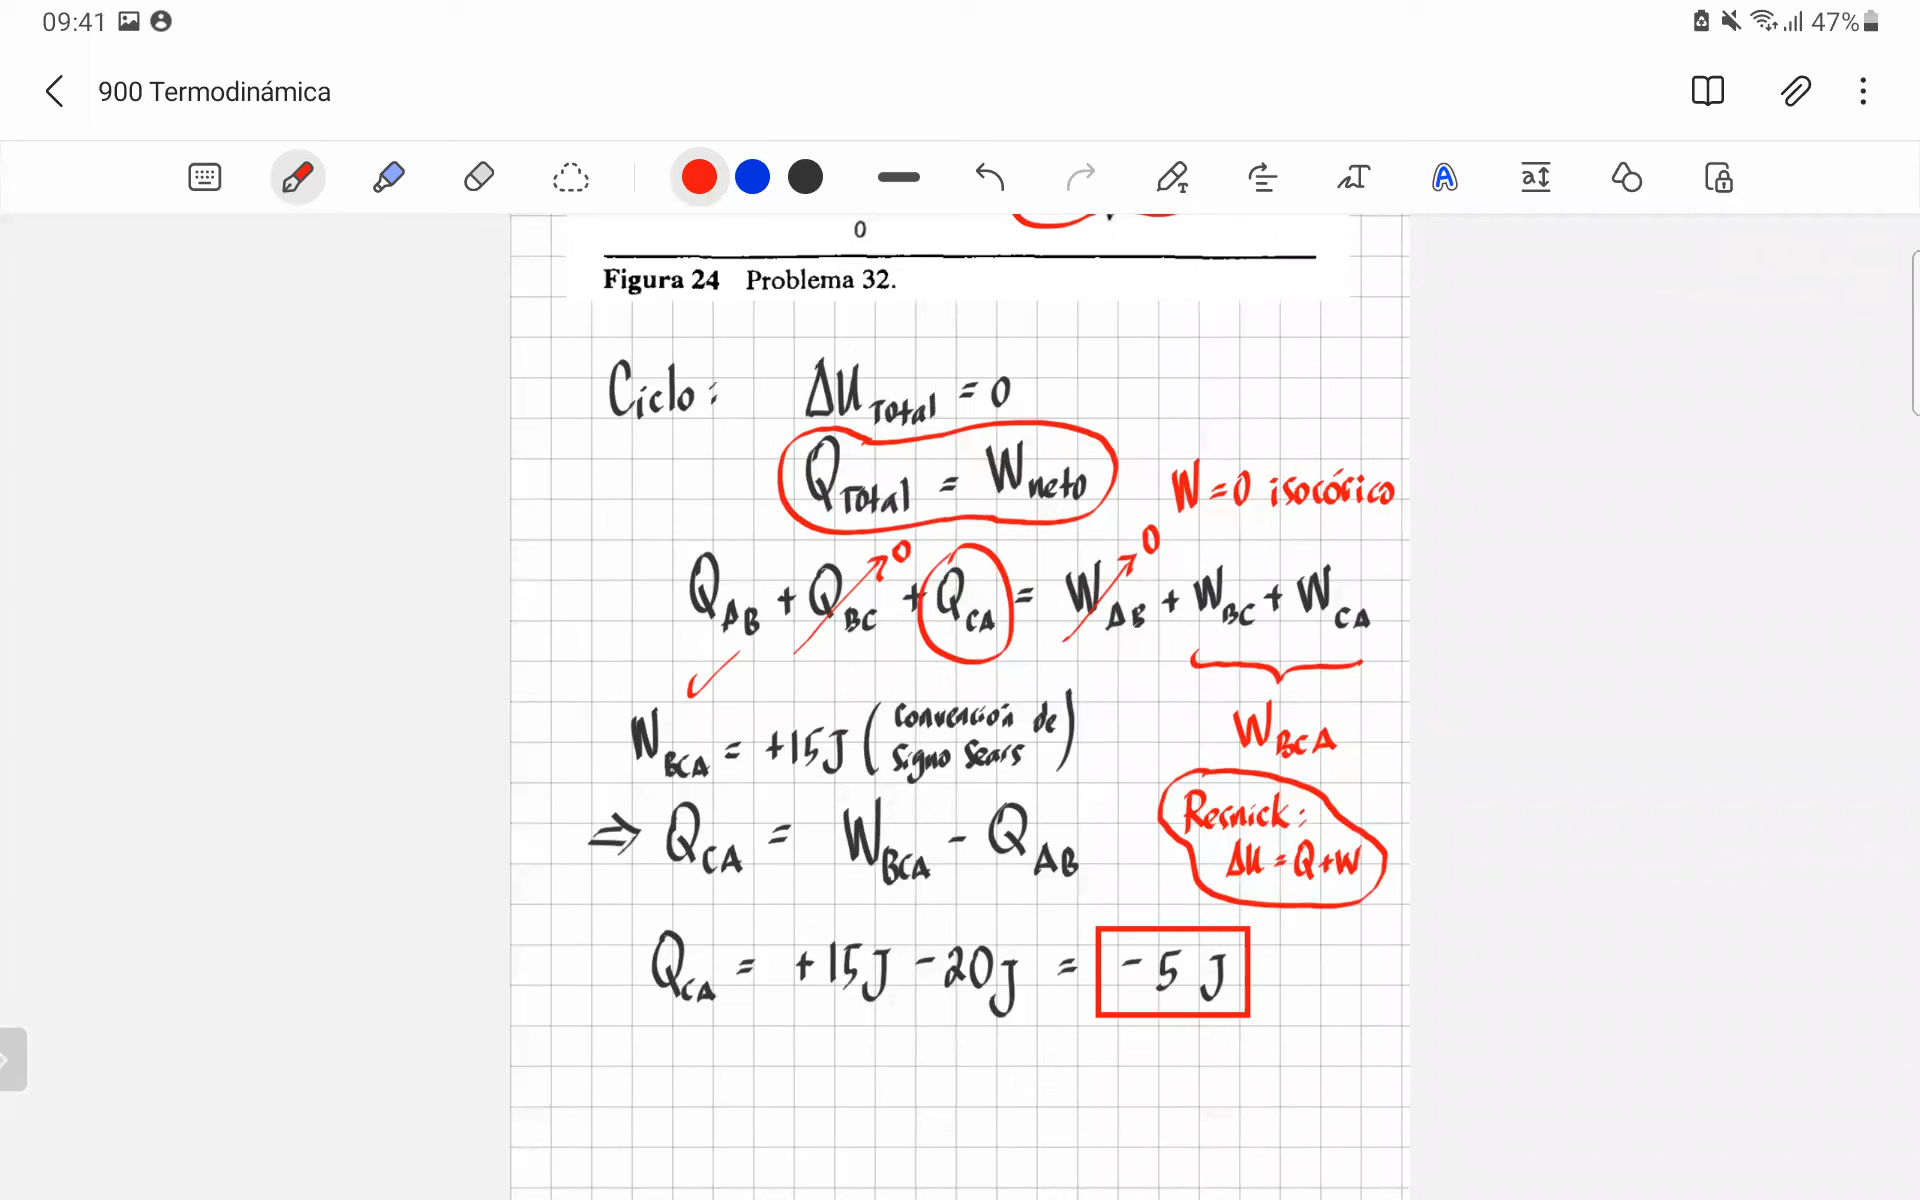 09:41
47%
900 Termodinámica
0
Figura 24 Problema 32.
Ciclo: ΔU Total = 0
Q Total = W neto
W = 0 isocórico
0 0
Q AB + Q BC + Q CA = W AB + W BC + W CA
W BCA
W BCA = +15J (Convención de
Signo Sears)
Resnick:
ΔU = Q + W
⇒ Q CA = W BCA - Q AB
Q CA = +15J - 20J = -5 J